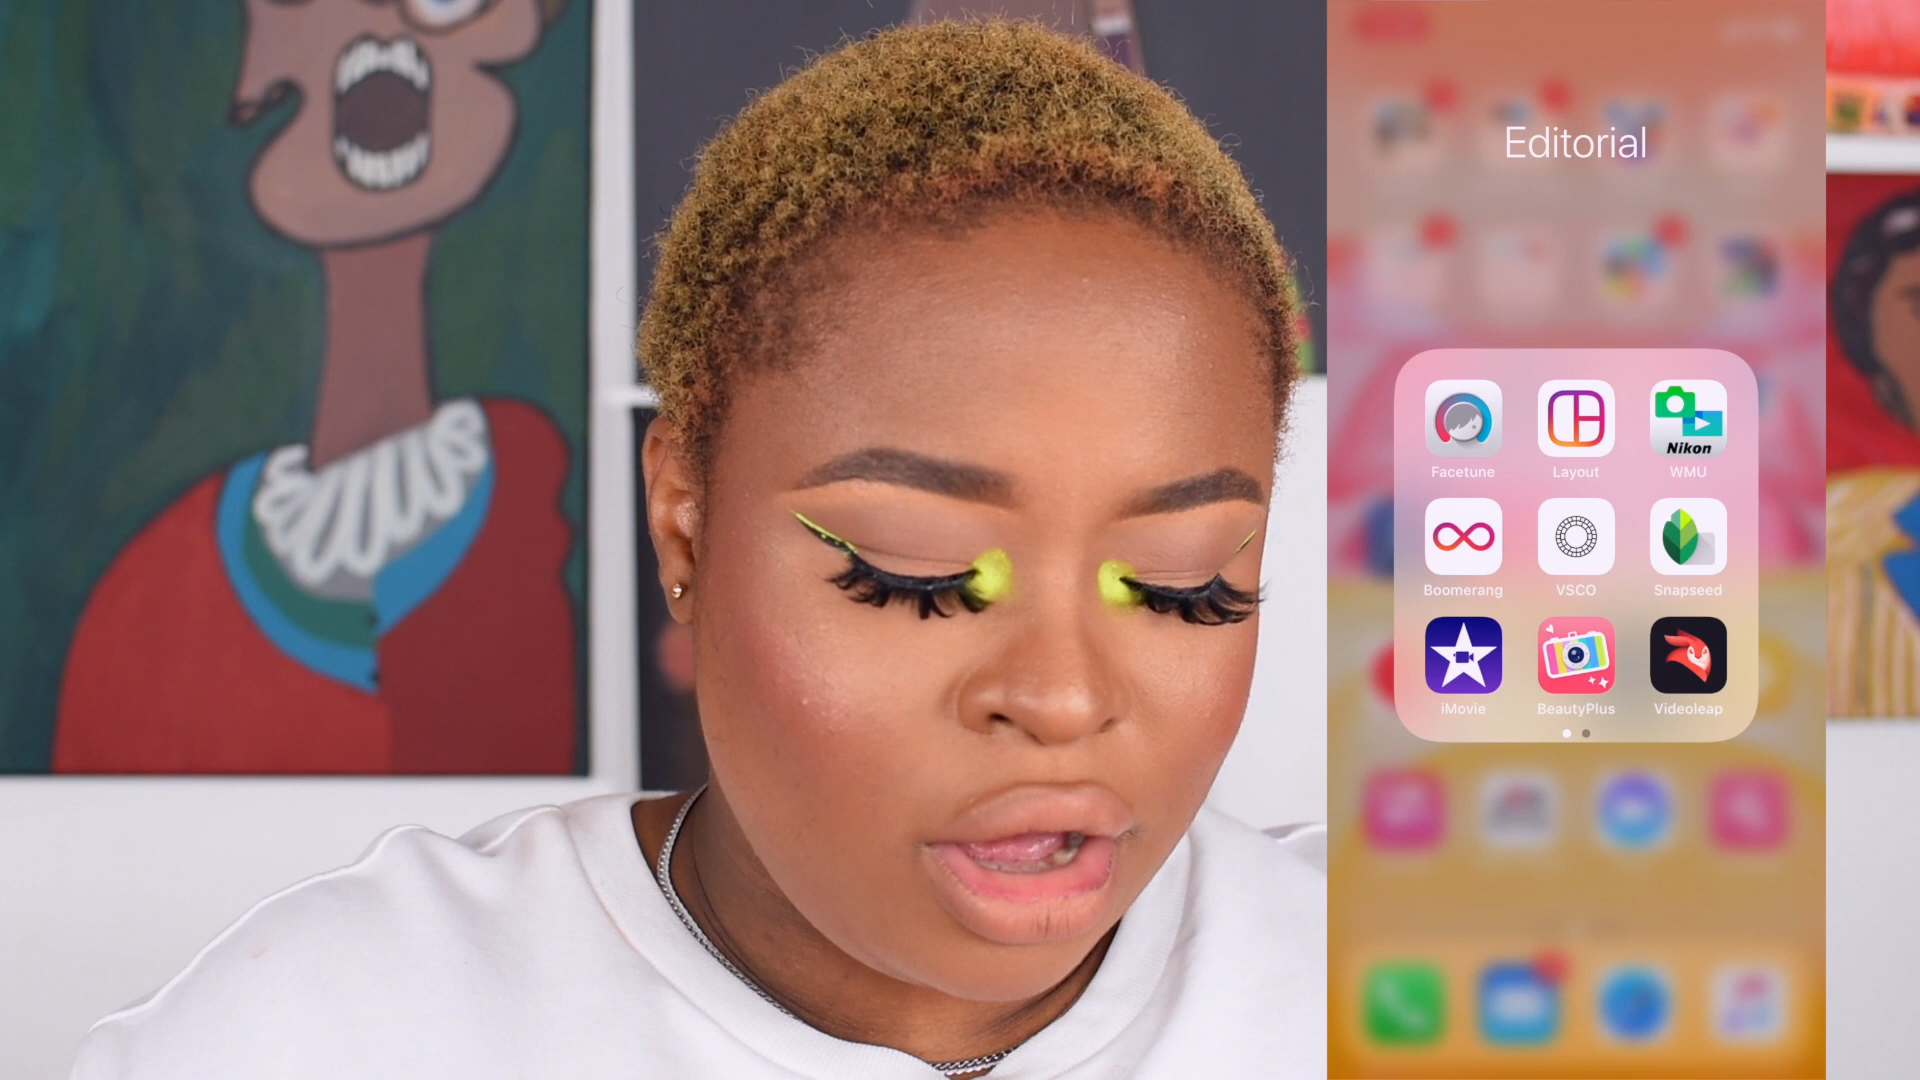 Editorial
Nikon
Facetune Layout WMU
Boomerang VSCO Snapseed
iMovie BeautyPlus Videoleap